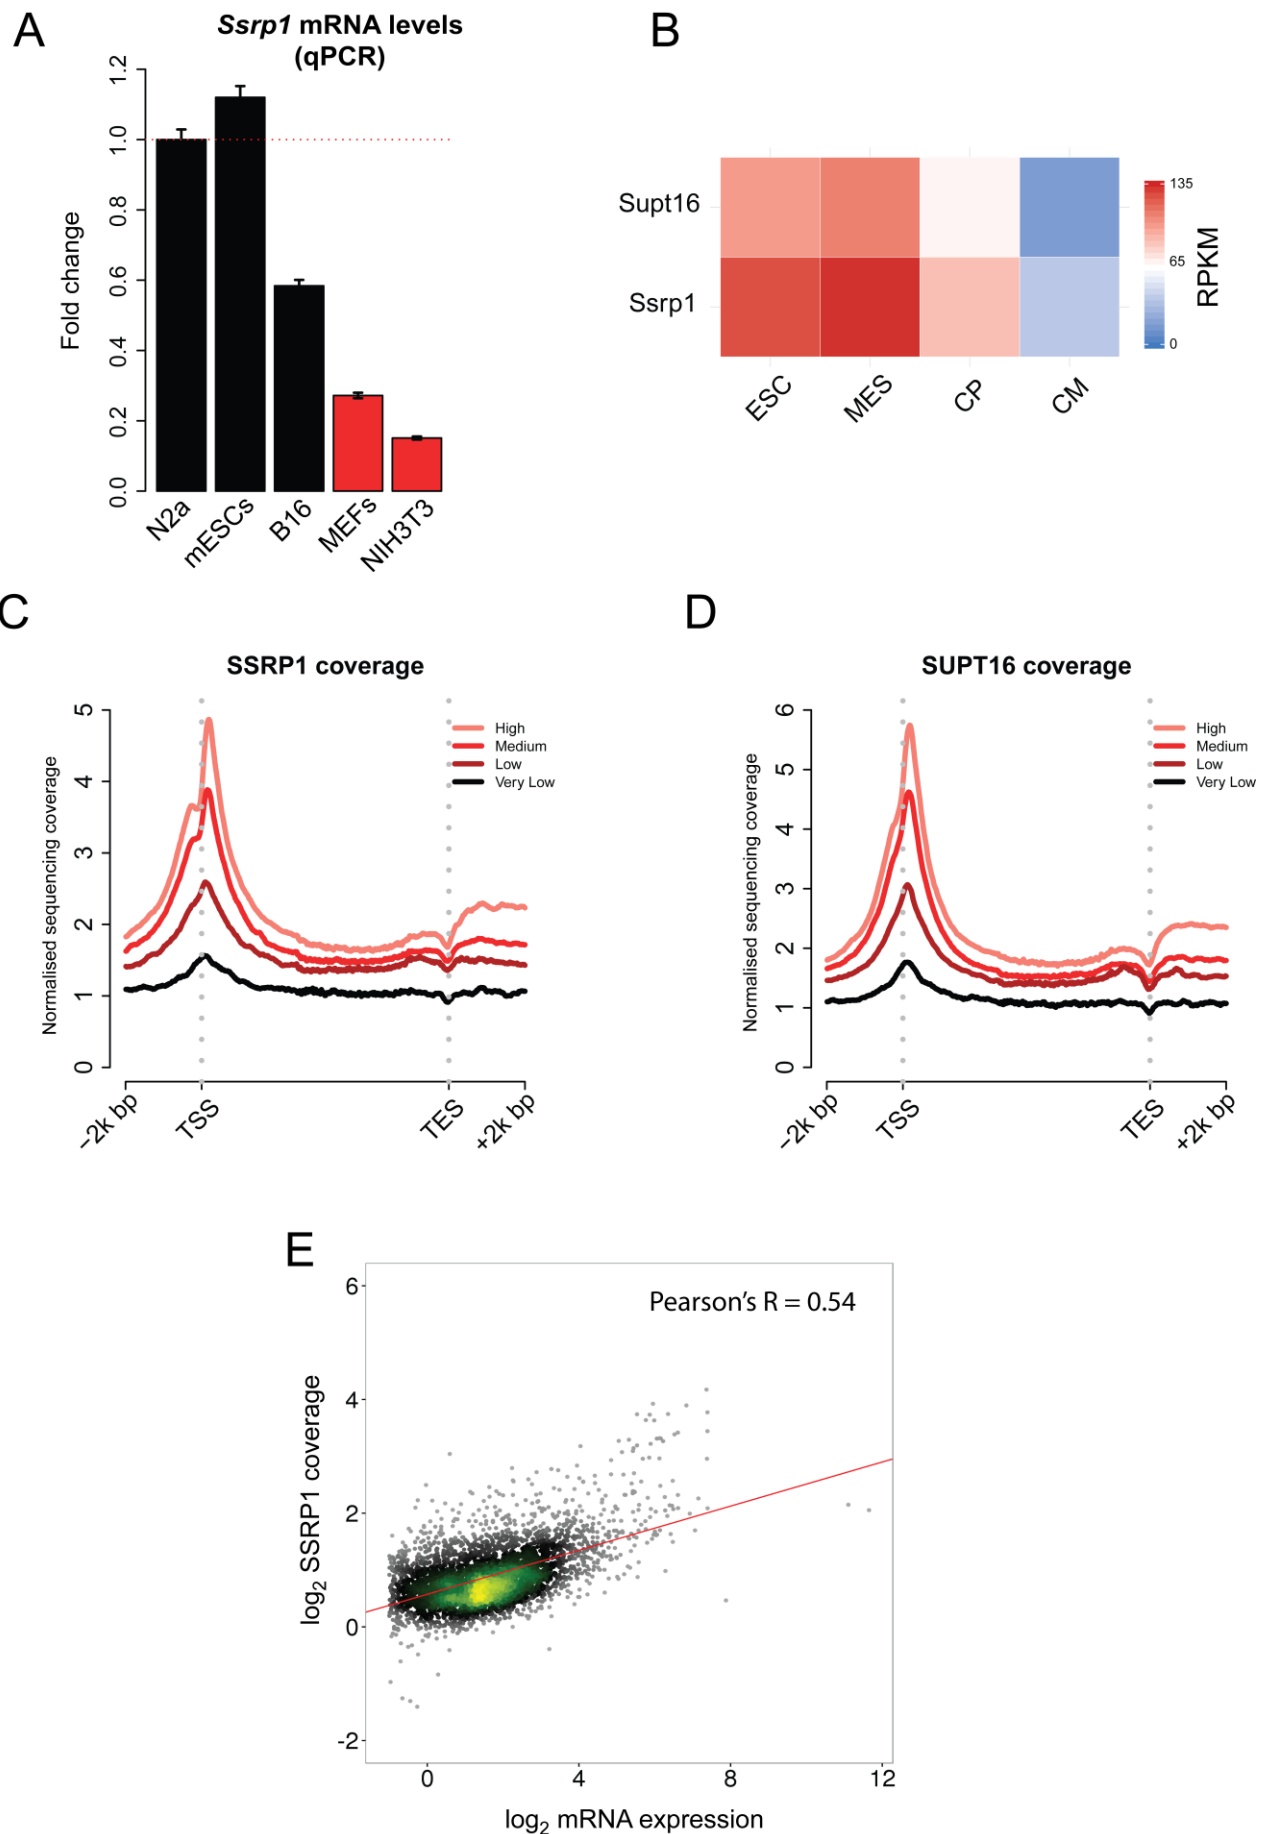 A
Ssrp1 mRNA levels
(qPCR)
Fold change
1.2
1.0
0.8
0.6
0.4
0.2
0.0
N2a
mESCs
B16
MEFs
NIH3T3
B
Supt16
Ssrp1
ESC
MES
CP
CM
135
65
0
RPKM
C
SSRP1 coverage
Normalised sequencing coverage
5
4
3
2
1
0
High
Medium
Low
Very Low
−2k bp
TSS
TES
+2k bp
D
SUPT16 coverage
Normalised sequencing coverage
6
5
4
3
2
1
0
High
Medium
Low
Very Low
−2k bp
TSS
TES
+2k bp
E
Pearson's R = 0.54
log2 SSRP1 coverage
6
4
2
0
-2
0
4
8
12
log2 mRNA expression